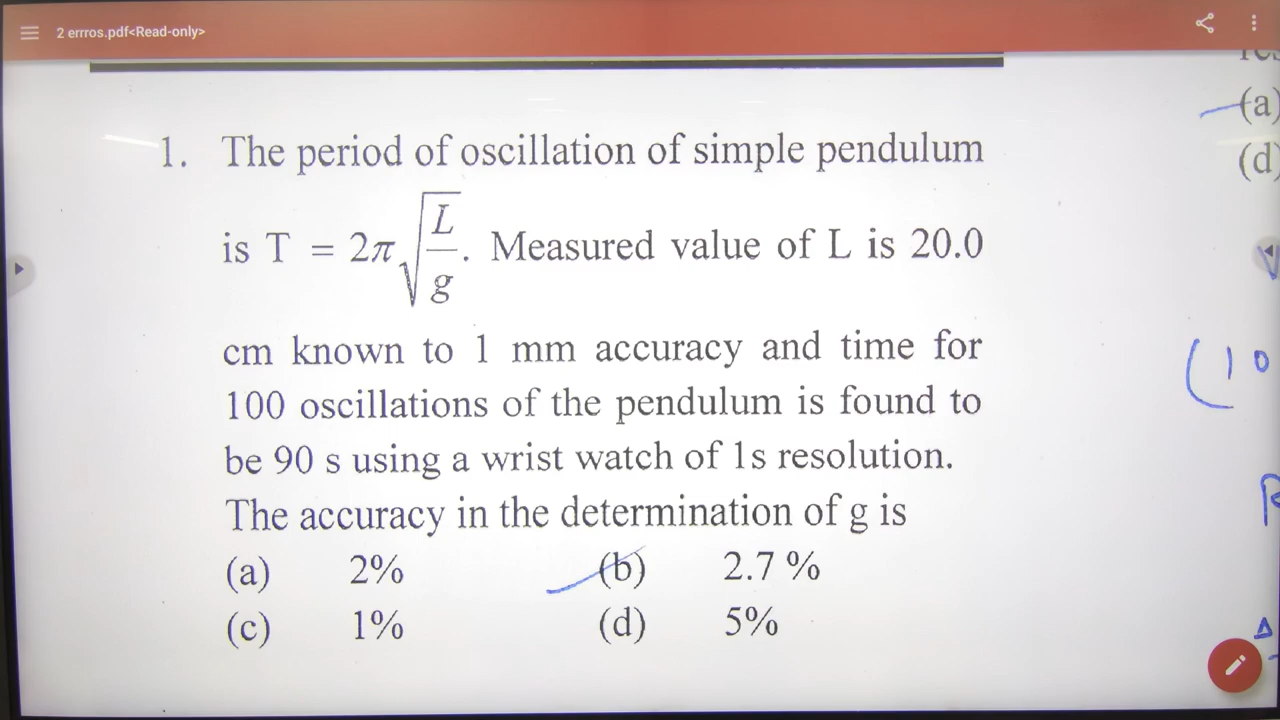 2 errros.pdf<Read-only>
1. The period of oscillation of simple pendulum
is T = 2π√(L/g). Measured value of L is 20.0
cm known to 1 mm accuracy and time for
100 oscillations of the pendulum is found to
be 90 s using a wrist watch of 1s resolution.
The accuracy in the determination of g is
(a) 2% (b) 2.7 %
(c) 1% (d) 5%
(a)
(d)
(10